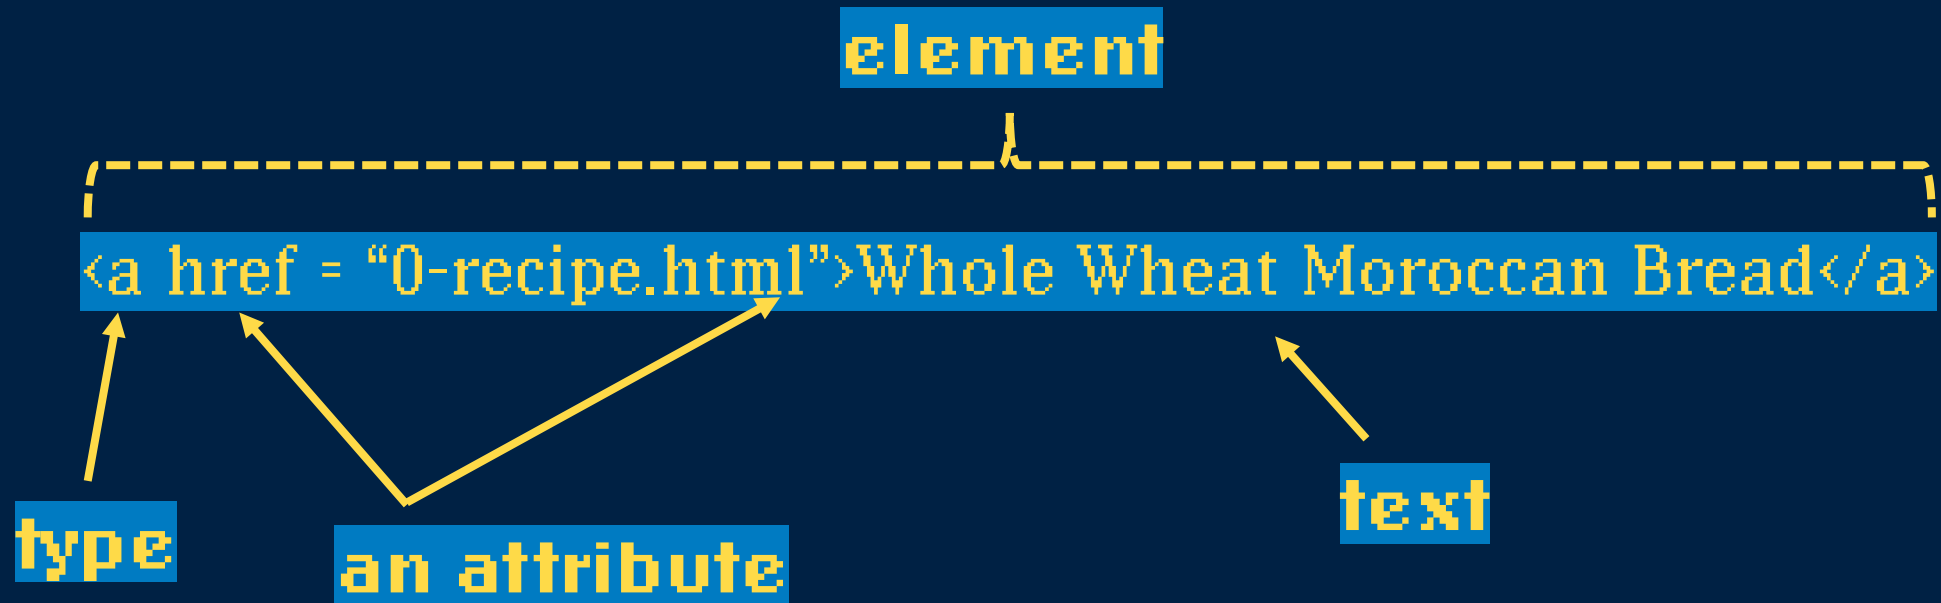 element
<a href = “0-recipe.html”>Whole Wheat Moroccan Bread</a>
type
an attribute
text